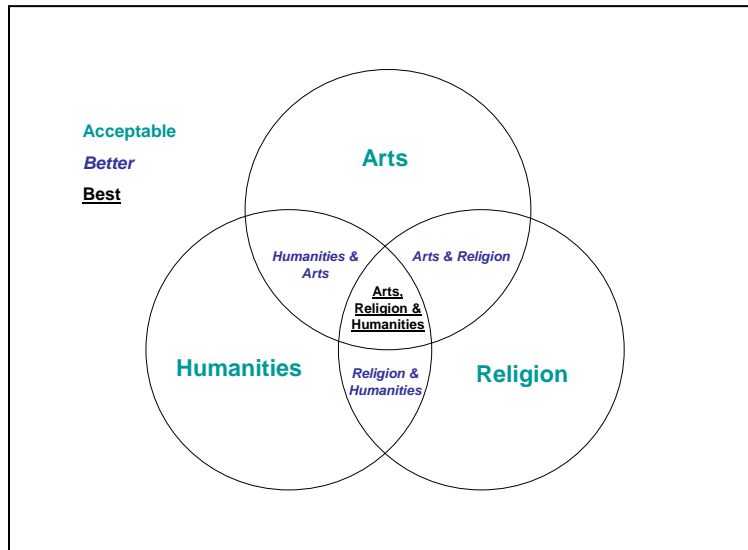 Acceptable
Better
Best
Arts
Humanities &
Arts
Arts & Religion
Arts,
Religion &
Humanities
Humanities
Religion &
Humanities
Religion